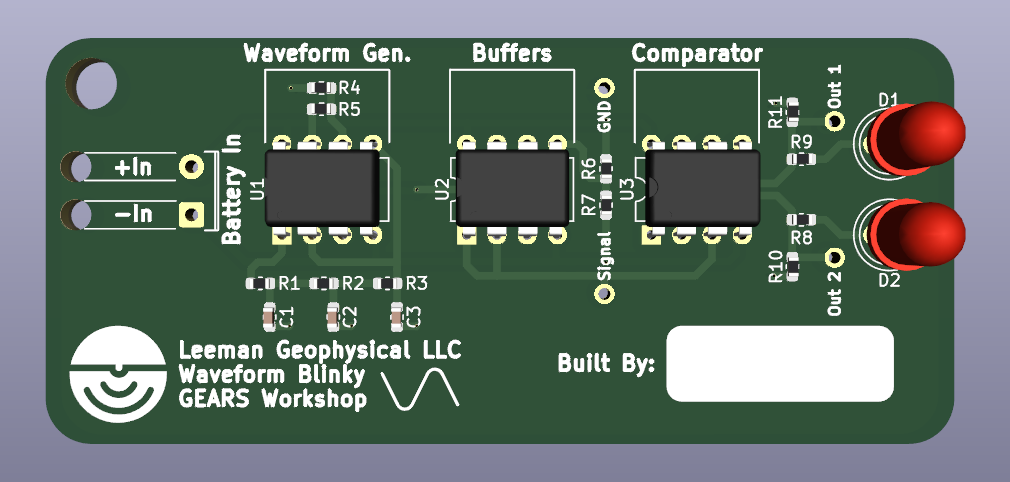 Waveform Gen.
Buffers
Comparator
R4
R5
GND
R11
Out 1
D1
+In
-In
Battery In
U1
U2
R6
R7
U3
R9
R8
Signal
R10
Out 2
D2
R1
R2
R3
C1
C2
C3
Leeman Geophysical LLC
Waveform Blinky
GEARS Workshop
Built By: